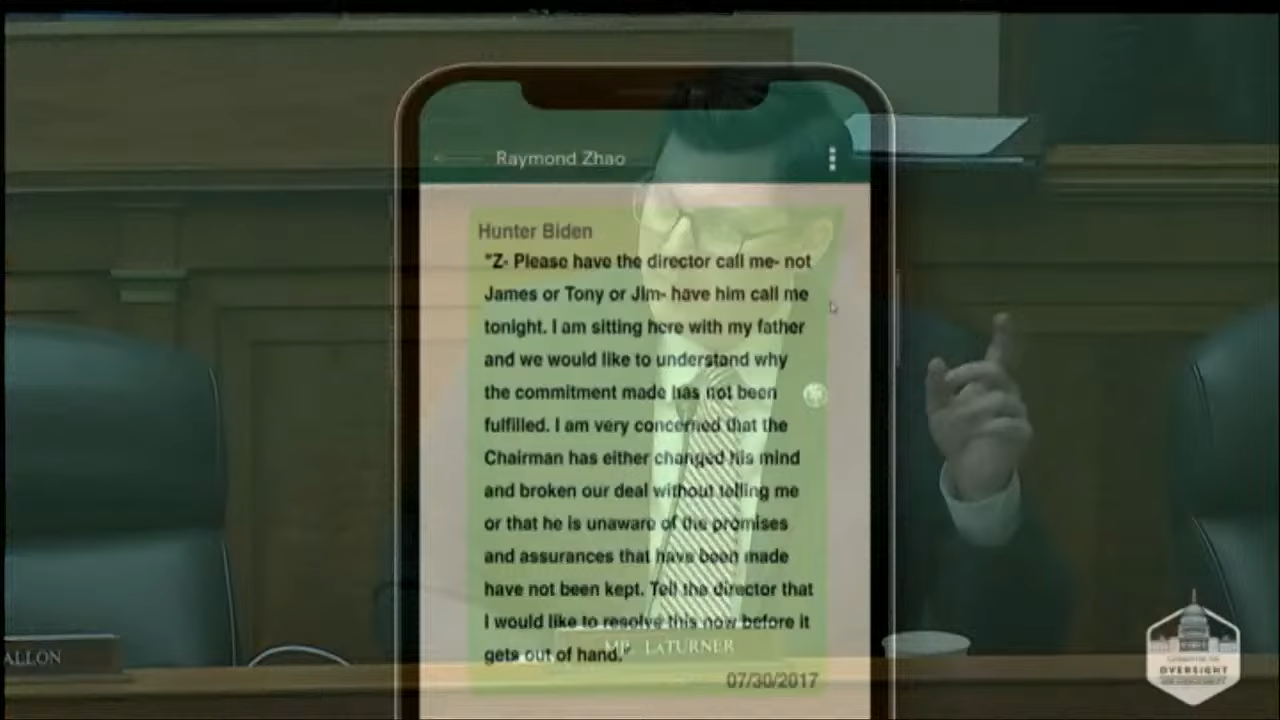 Raymond Zhao
Hunter Biden
"Z- Please have the director call me- not
James or Tony or Jim- have him call me
tonight. I am sitting here with my father
and we would like to understand why
the commitment made has not been
fulfilled. I am very concerned that the
Chairman has either changed his mind
and broken our deal without telling me
or that he is unaware of the promises
and assurances that have been made
have not been kept. Tell the director that
I would like to resolve this now before it
gets out of hand."
07/30/2017
MR. LATURNER
ALLON
OVERSIGHT